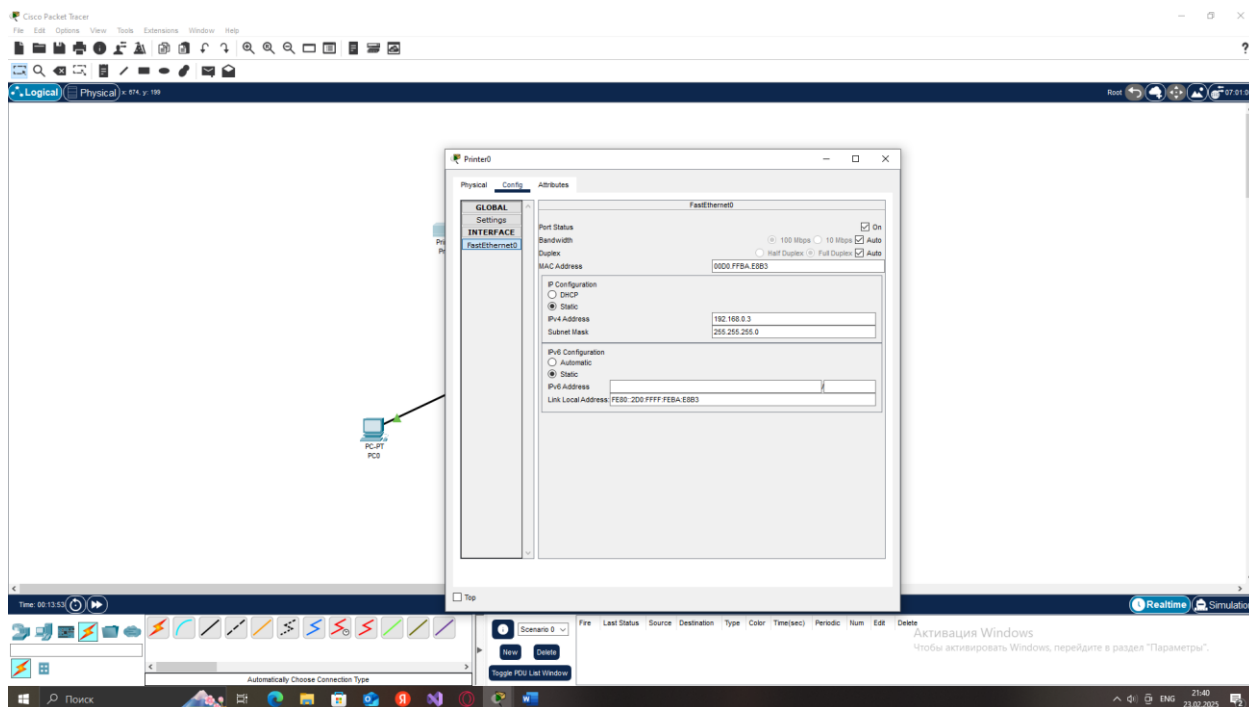 Cisco Packet Tracer
File Edit Options View Tools Extensions Window Help
?
Logical Physical x: 674, y: 199 Root 07:01:0
Printer0
Physical Config Attributes
GLOBAL
Settings
INTERFACE
FastEthernet0
FastEthernet0
Port Status On
Bandwidth 100 Mbps 10 Mbps Auto
Duplex Half Duplex Full Duplex Auto
MAC Address 00D0.FFBA.E8B3
IP Configuration
DHCP
Static
IPv4 Address 192.168.0.3
Subnet Mask 255.255.255.0
IPv6 Configuration
Automatic
Static
IPv6 Address /
Link Local Address: FE80::2D0:FFFF:FEBA:E8B3
Top
Pri
Pr
PC-PT
PC0
Time: 00:13:53 Realtime Simulation
Automatically Choose Connection Type
Scenario 0
New Delete
Toggle PDU List Window
Fire Last Status Source Destination Type Color Time(sec) Periodic Num Edit Delete
Активация Windows
Чтобы активировать Windows, перейдите в раздел "Параметры".
Поиск
ENG
21:40
23.02.2025